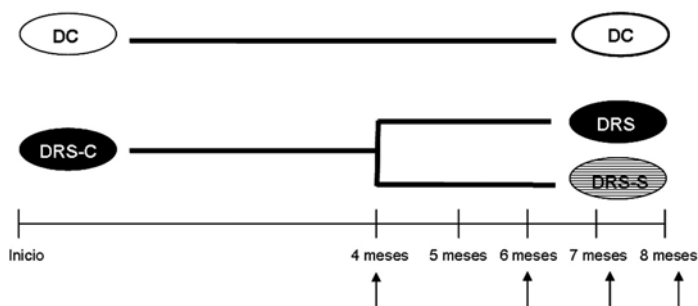 DC
DC
DRS
DRS-C
DRS-S
Inicio
4 meses
5 meses
6 meses
7 meses
8 meses